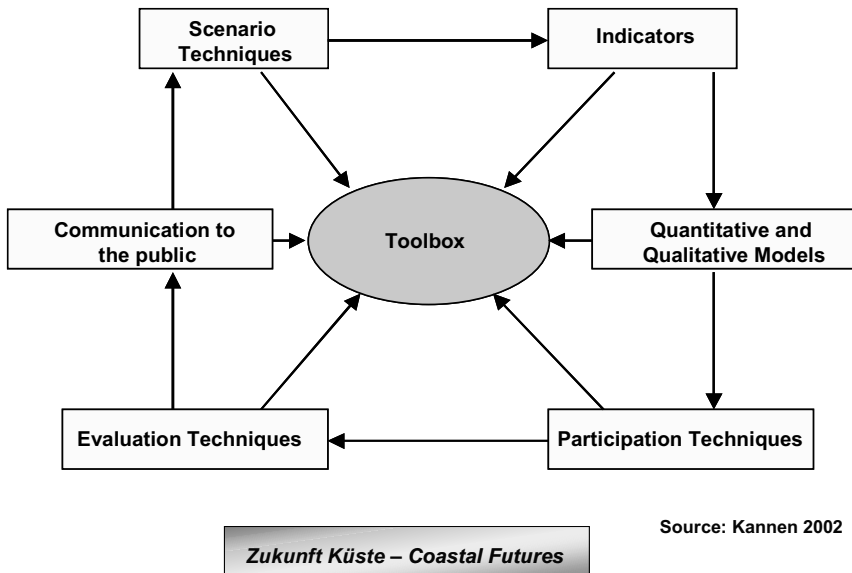 Scenario
Techniques
Indicators
Communication to
the public
Toolbox
Quantitative and
Qualitative Models
Evaluation Techniques
Participation Techniques
Source: Kannen 2002
Zukunft Küste – Coastal Futures